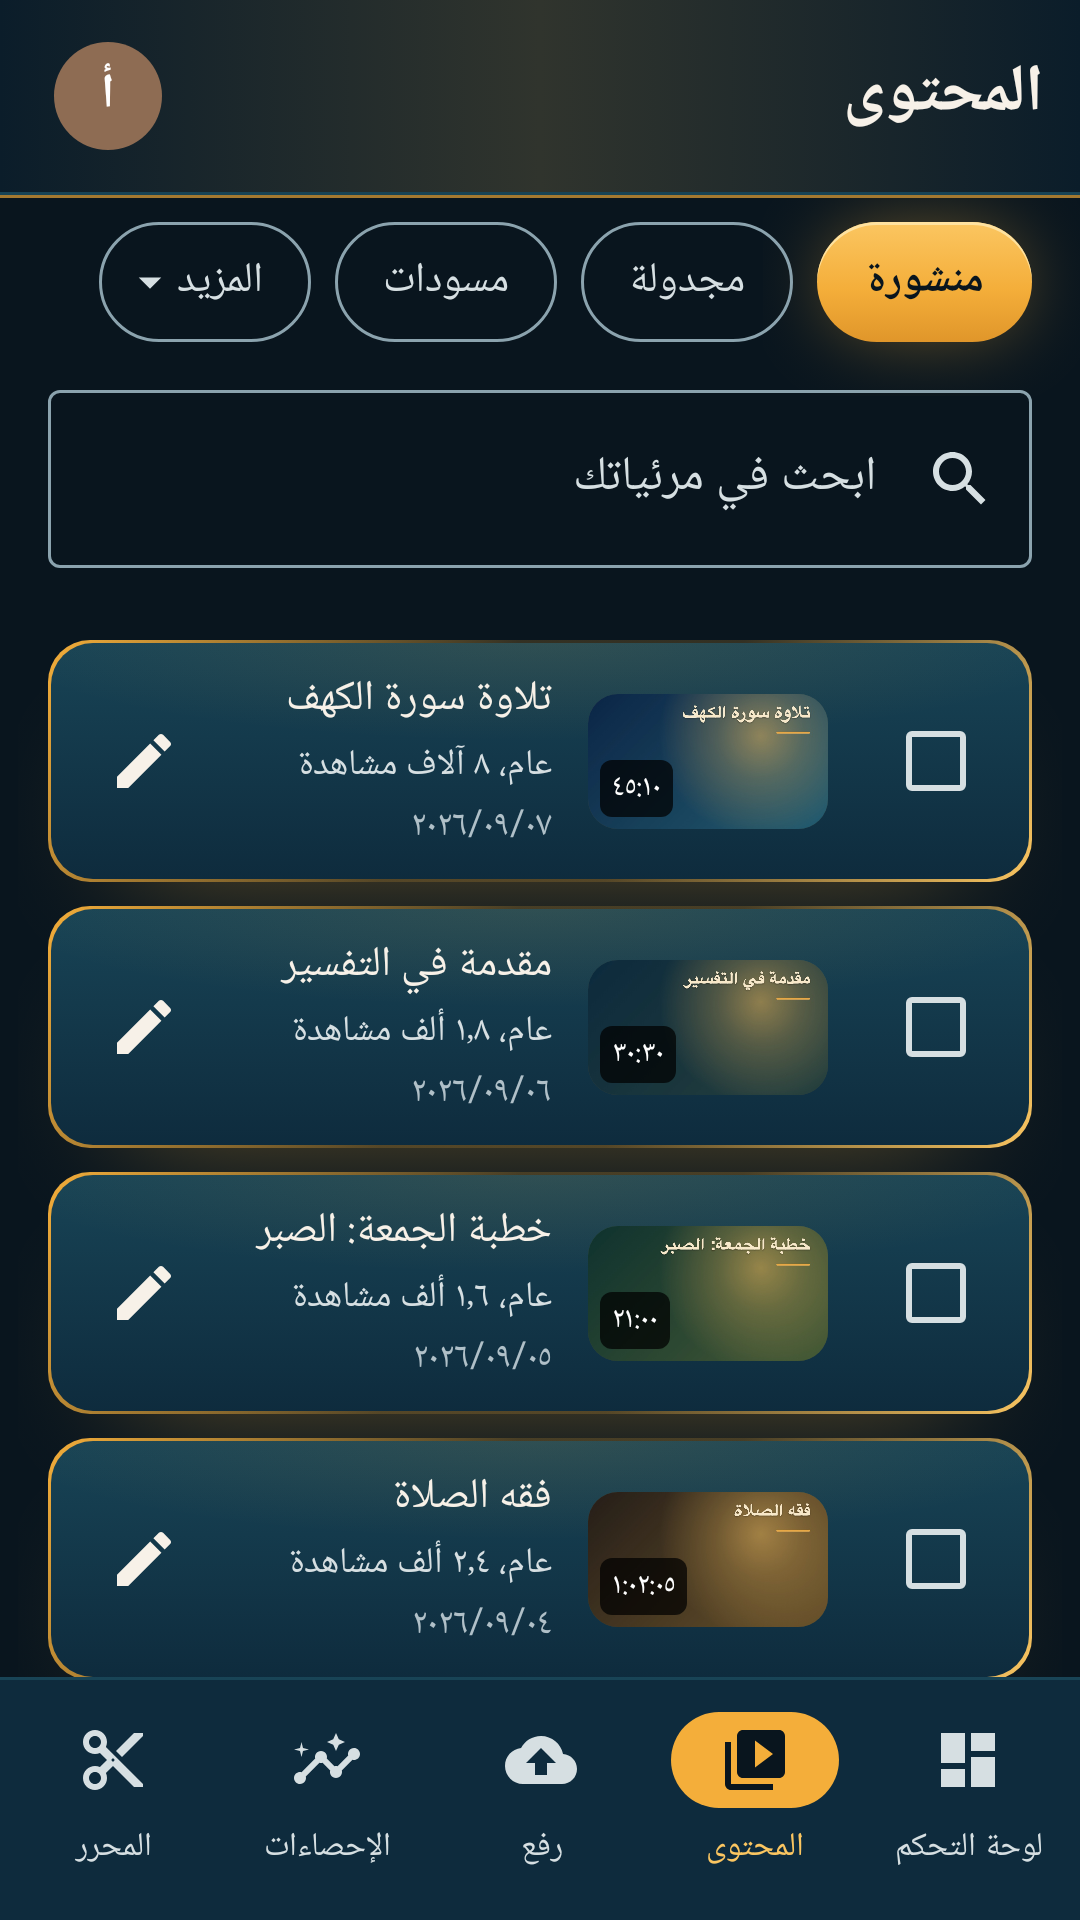 المحتوى
أ
منشورة
مجدولة
مسودات
المزيد
ابحث في مرئياتك
تلاوة سورة الكهف
٤٥:١٠
تلاوة سورة الكهف
عام، ٨ آلاف مشاهدة
٢٠٢٦/٠٩/٠٧
مقدمة في التفسير
٣٠:٣٠
مقدمة في التفسير
عام، ١٫٨ ألف مشاهدة
٢٠٢٦/٠٩/٠٦
خطبة الجمعة: الصبر
٢١:٠٠
خطبة الجمعة: الصبر
عام، ١٫٦ ألف مشاهدة
٢٠٢٦/٠٩/٠٥
فقه الصلاة
١:٠٢:٠٥
فقه الصلاة
عام، ٢٫٤ ألف مشاهدة
٢٠٢٦/٠٩/٠٤
لوحة التحكم
المحتوى
رفع
الإحصاءات
المحرر